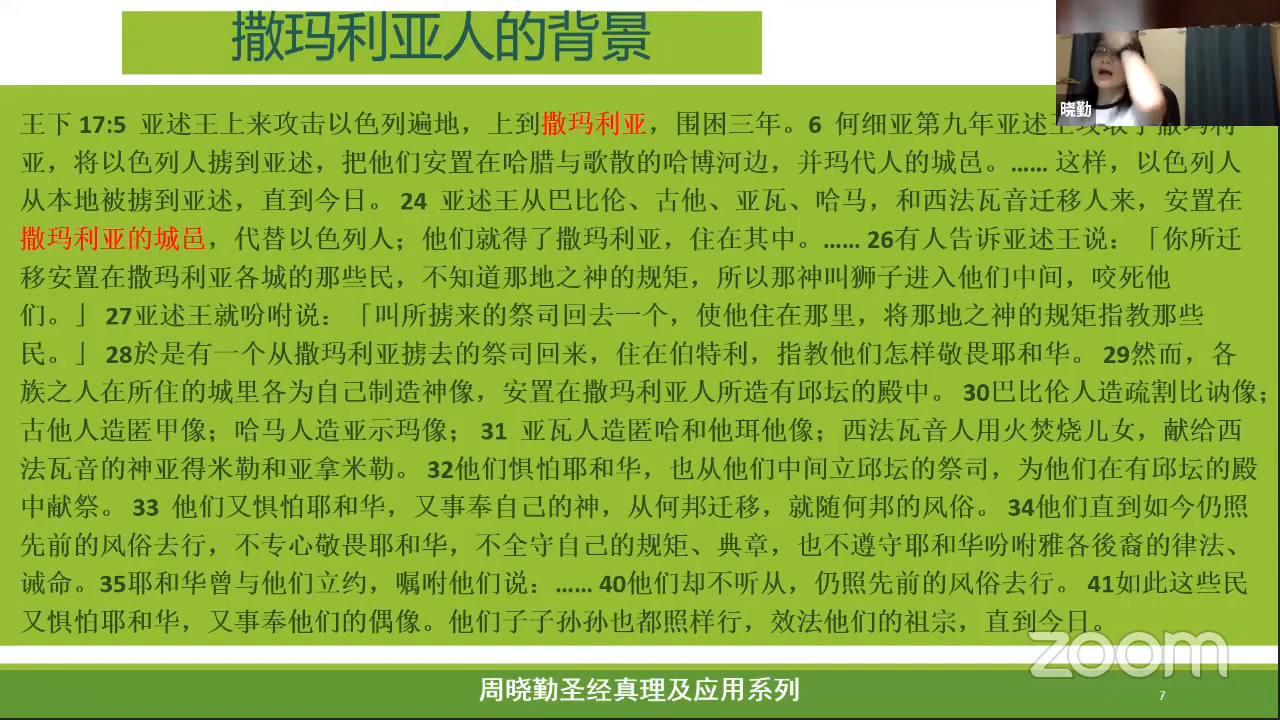 撒玛利亚人的背景
晓勤
王下 17:5 亚述王上来攻击以色列遍地，上到撒玛利亚，围困三年。6 何细亚第九年亚述王攻取了撒玛利
亚，将以色列人掳到亚述，把他们安置在哈腊与歌散的哈博河边，并玛代人的城邑。…… 这样，以色列人
从本地被掳到亚述，直到今日。24 亚述王从巴比伦、古他、亚瓦、哈马，和西法瓦音迁移人来，安置在
撒玛利亚的城邑，代替以色列人；他们就得了撒玛利亚，住在其中。…… 26有人告诉亚述王说：「你所迁
移安置在撒玛利亚各城的那些民，不知道那地之神的规矩，所以那神叫狮子进入他们中间，咬死他
们。」 27亚述王就吩咐说：「叫所掳来的祭司回去一个，使他住在那里，将那地之神的规矩指教那些
民。」 28於是有一个从撒玛利亚掳去的祭司回来，住在伯特利，指教他们怎样敬畏耶和华。 29然而，各
族之人在所住的城里各为自己制造神像，安置在撒玛利亚人所造有邱坛的殿中。 30巴比伦人造疏割比讷像；
古他人造匿甲像；哈马人造亚示玛像； 31 亚瓦人造匿哈和他珥他像；西法瓦音人用火焚烧儿女，献给西
法瓦音的神亚得米勒和亚拿米勒。 32他们惧怕耶和华，也从他们中间立邱坛的祭司，为他们在有邱坛的殿
中献祭。 33 他们又惧怕耶和华，又事奉自己的神，从何邦迁移，就随何邦的风俗。 34他们直到如今仍照
先前的风俗去行，不专心敬畏耶和华，不全守自己的规矩、典章，也不遵守耶和华吩咐雅各後裔的律法、
诫命。35耶和华曾与他们立约，嘱咐他们说：…… 40他们却不听从，仍照先前的风俗去行。 41如此这些民
又惧怕耶和华，又事奉他们的偶像。他们子子孙孙也都照样行，效法他们的祖宗，直到今日。
zoom
周晓勤圣经真理及应用系列
7